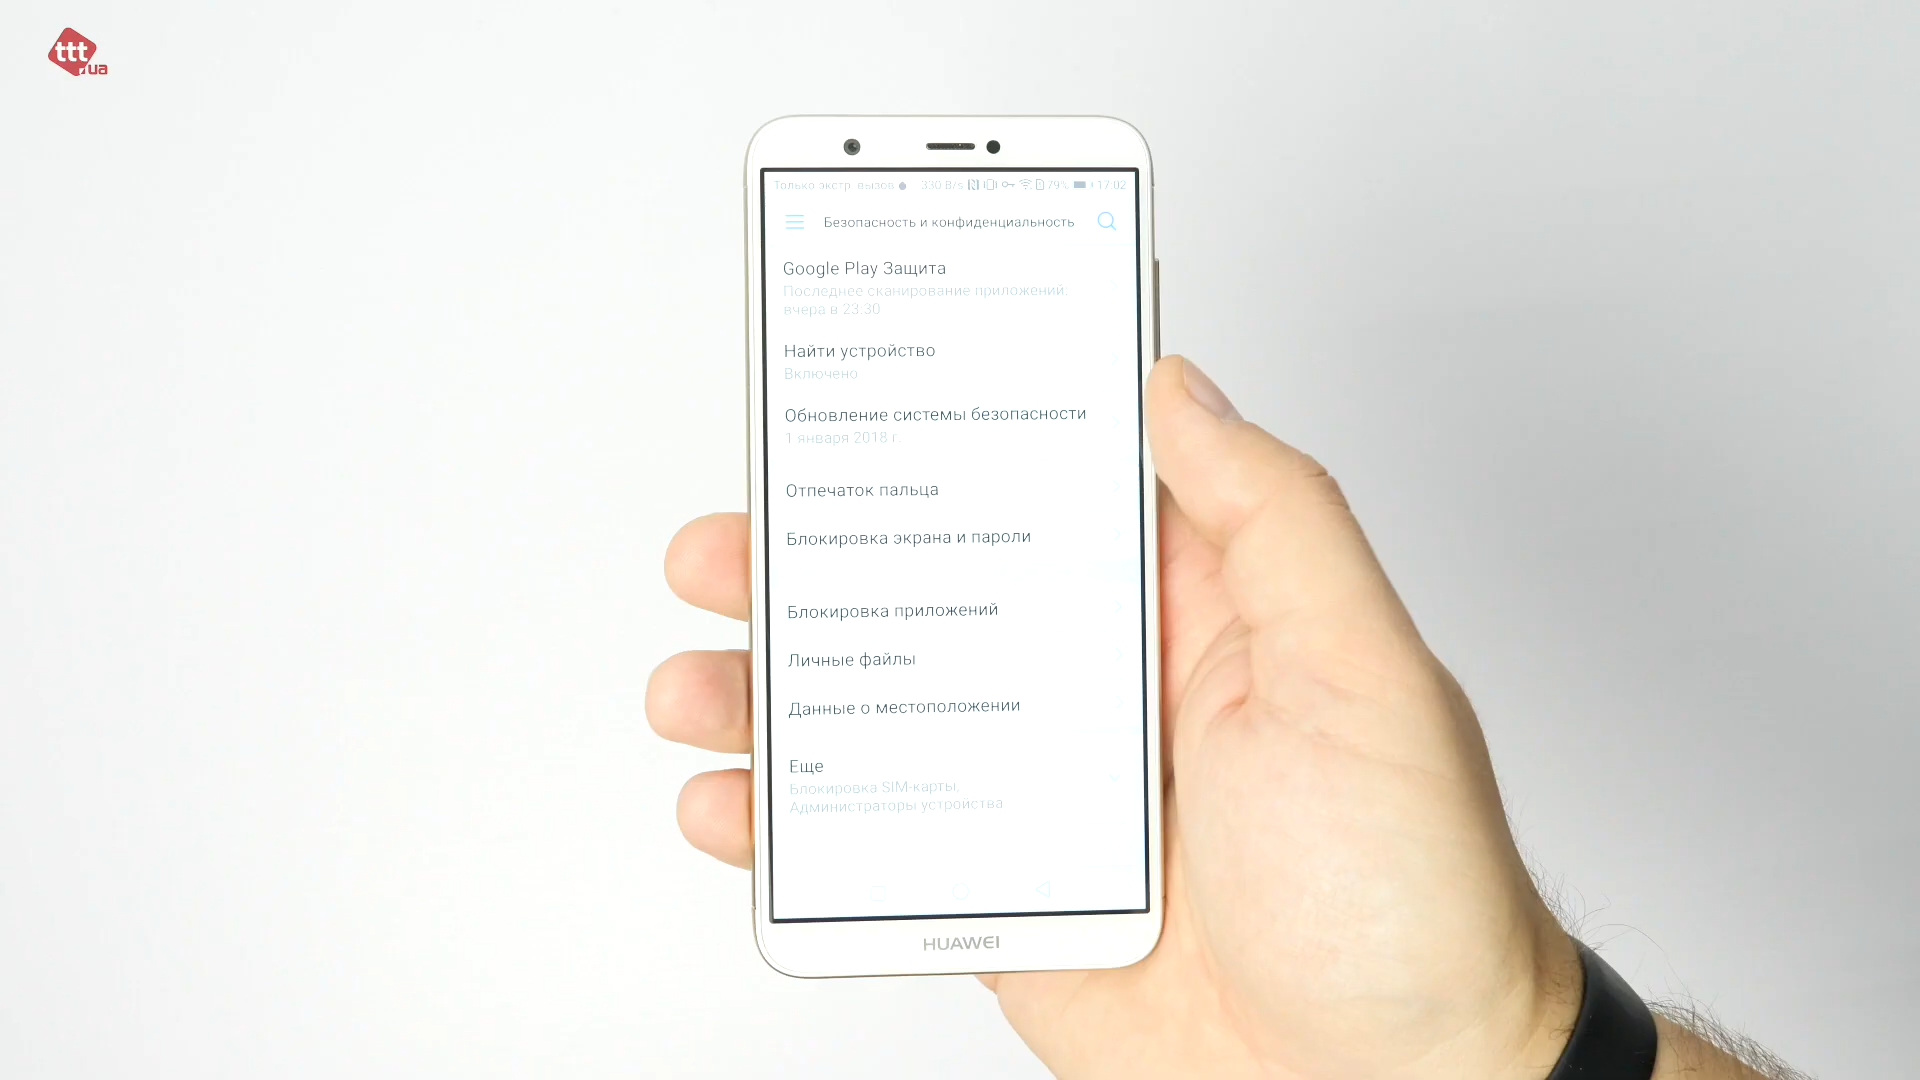 ttt
.ua
Только экстр. вызов 330 B/s 79% 17:02
Безопасность и конфиденциальность
Google Play Защита
Последнее сканирование приложений:
вчера в 23:30
Найти устройство
Включено
Обновление системы безопасности
1 января 2018 г.
Отпечаток пальца
Блокировка экрана и пароли
Блокировка приложений
Личные файлы
Данные о местоположении
Еще
Блокировка SIM-карты,
Администраторы устройства
HUAWEI